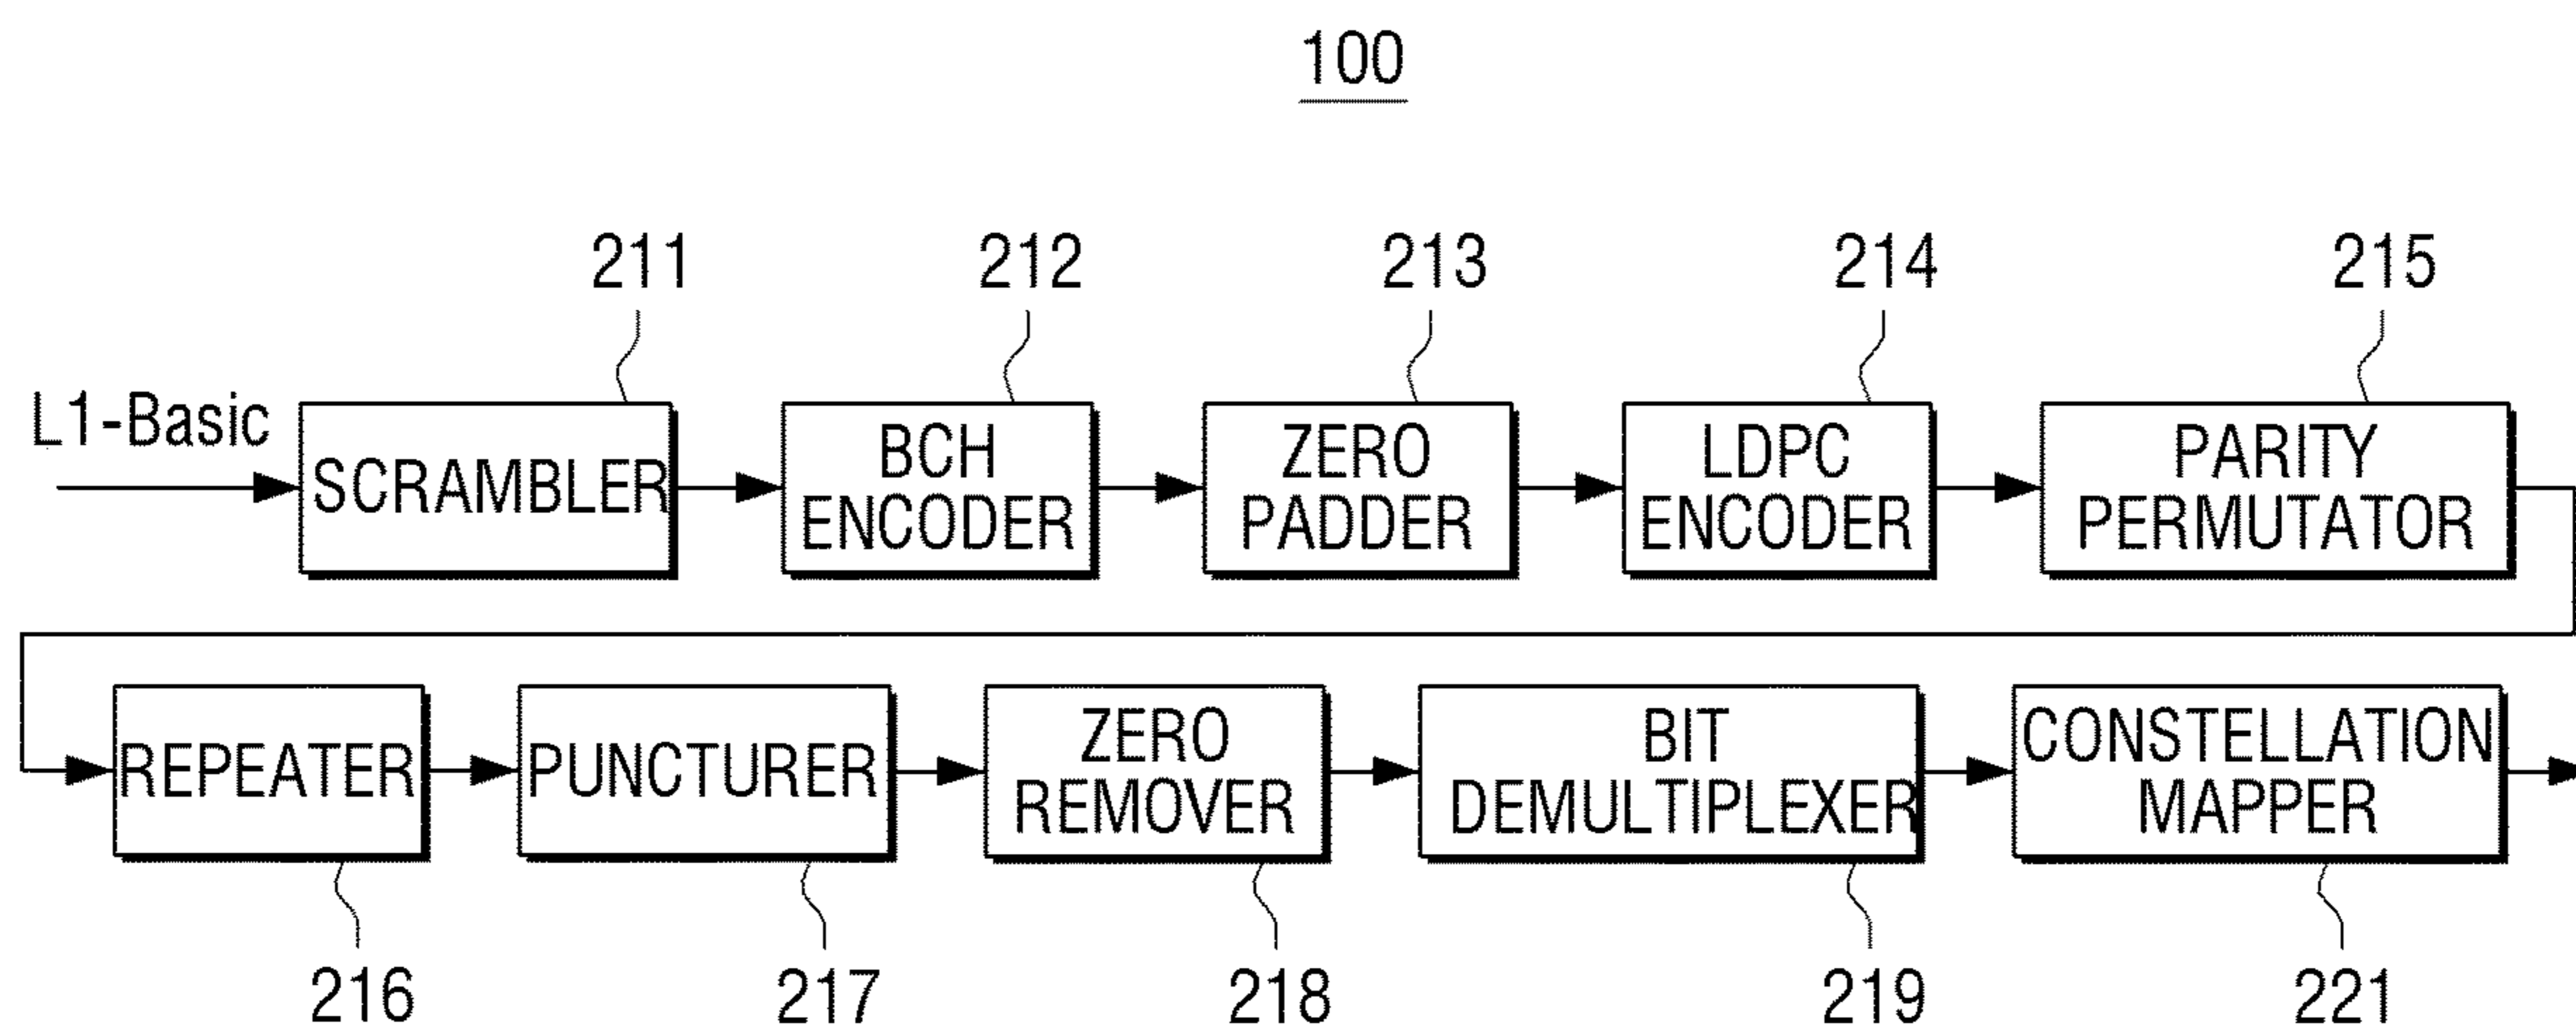 100
211 212 213 214 215
L1-Basic
SCRAMBLER
BCH
ENCODER
ZERO
PADDER
LDPC
ENCODER
PARITY
PERMUTATOR
REPEATER
PUNCTURER
ZERO
REMOVER
BIT
DEMULTIPLEXER
CONSTELLATION
MAPPER
216 217 218 219 221